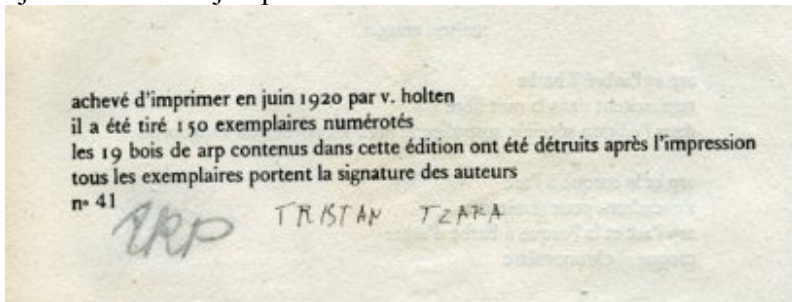 achevé d'imprimer en juin 1920 par v. holten
il a été tiré 150 exemplaires numérotés
les 19 bois de arp contenus dans cette édition ont été détruits après l'impression
tous les exemplaires portent la signature des auteurs
nº 41
ARP TRISTAN TZARA